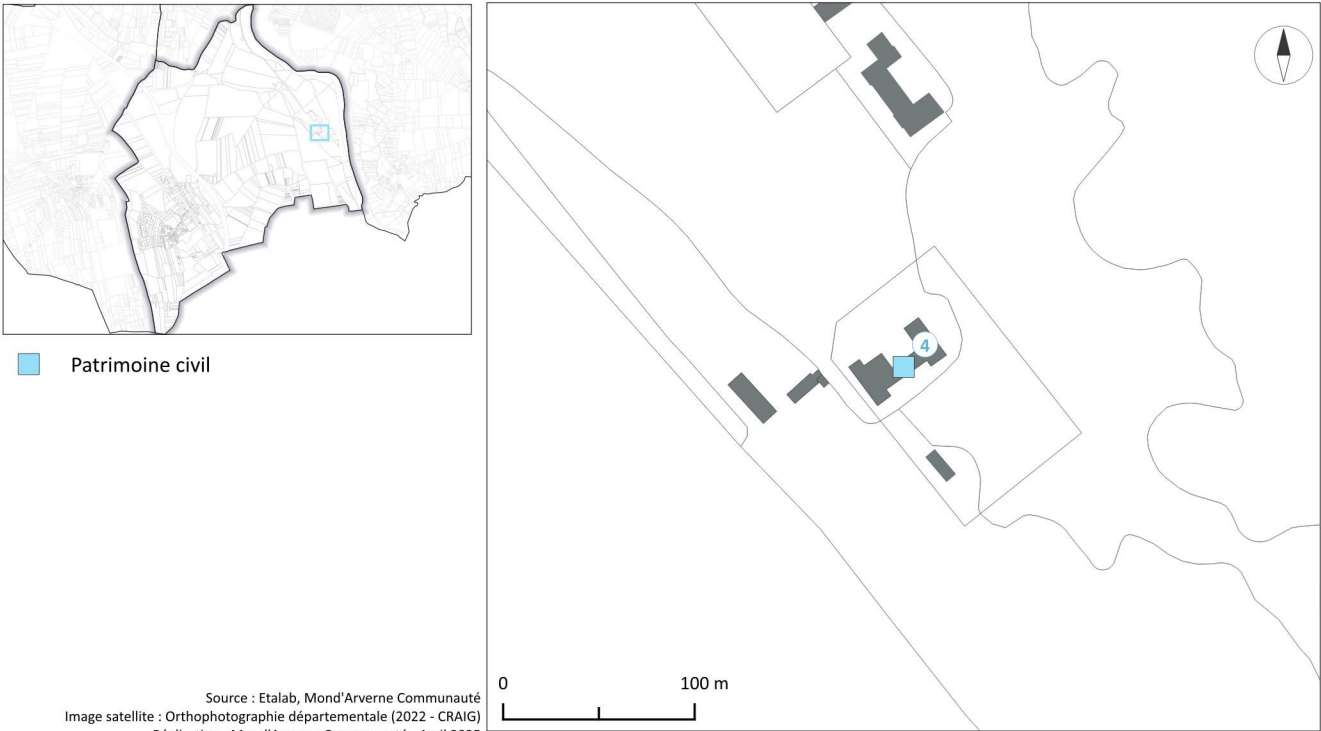 Patrimoine civil
4
0 100 m
Source : Etalab, Mond'Arverne Communauté
Image satellite : Orthophotographie départementale (2022 - CRAIG)